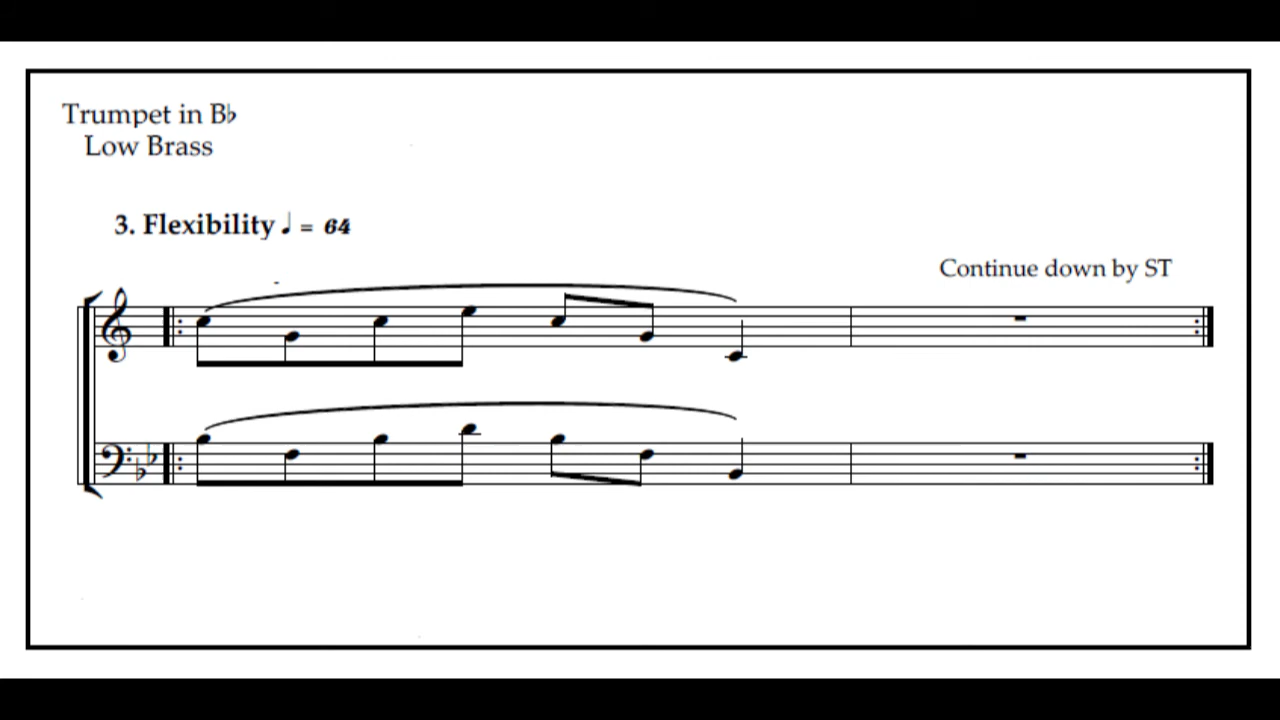 Trumpet in B♭
Low Brass
3. Flexibility ♩ = 64
Continue down by ST